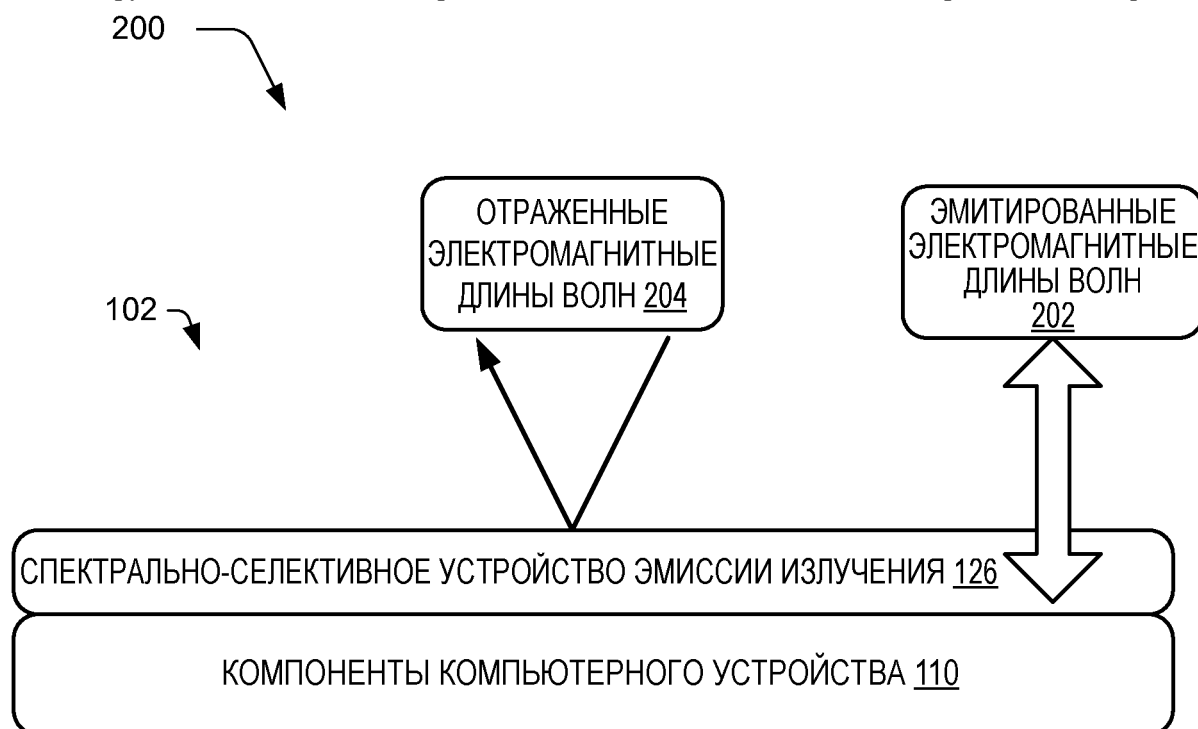 200
ОТРАЖЕННЫЕ
ЭЛЕКТРОМАГНИТНЫЕ
ДЛИНЫ ВОЛН 204
ЭМИТИРОВАННЫЕ
ЭЛЕКТРОМАГНИТНЫЕ
ДЛИНЫ ВОЛН
202
102
СПЕКТРАЛЬНО-СЕЛЕКТИВНОЕ УСТРОЙСТВО ЭМИССИИ ИЗЛУЧЕНИЯ 126
КОМПОНЕНТЫ КОМПЬЮТЕРНОГО УСТРОЙСТВА 110